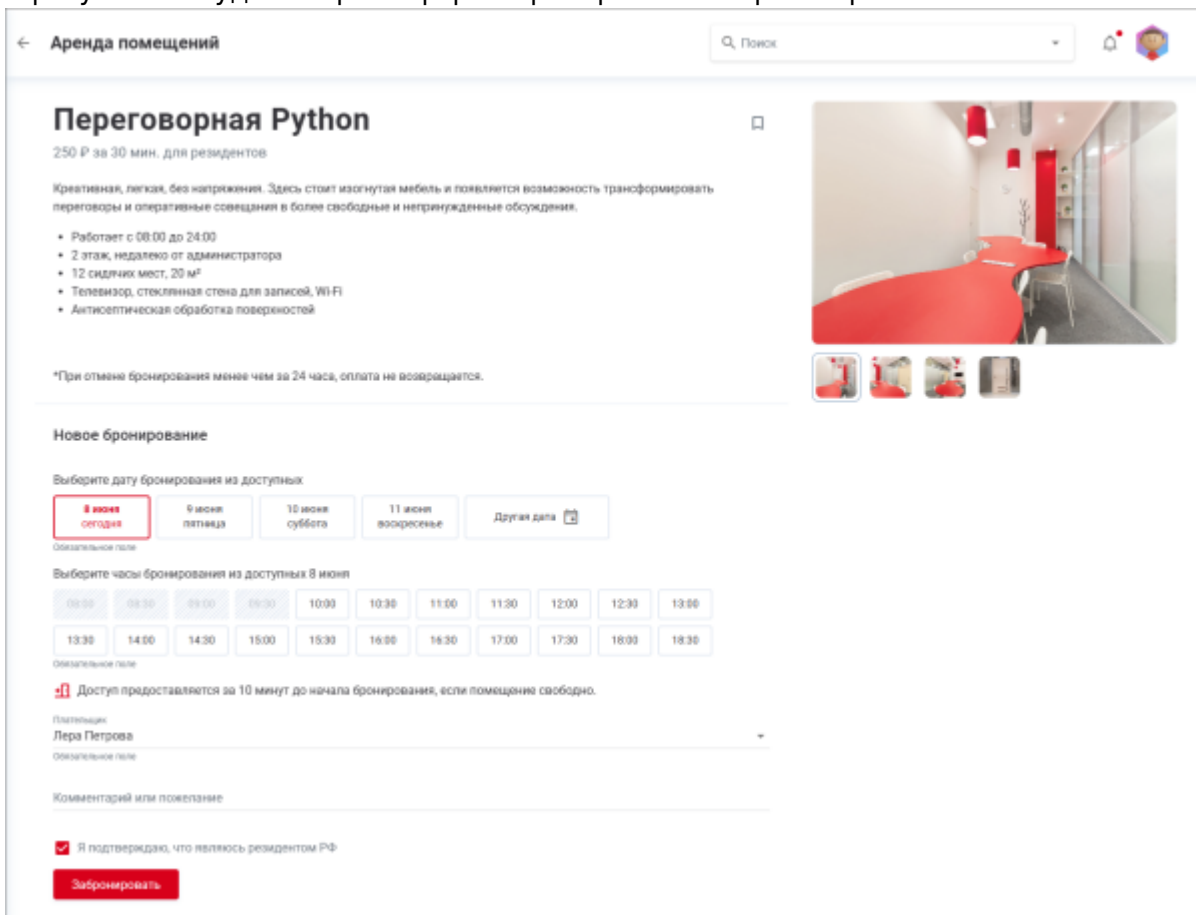 Аренда помещений
Поиск
Переговорная Python
250 ₽ за 30 мин. для резидентов
Креативная, легкая, без напряжения. Здесь стоит изогнутая мебель и появляется возможность трансформировать
переговоры и оперативные совещания в более свободные и непринужденные обсуждения.
• Работает с 08:00 до 24:00
• 2 этаж, недалеко от администратора
• 12 сидячих мест, 20 м²
• Телевизор, стеклянная стена для записей, Wi-Fi
• Антисептическая обработка поверхностей
*При отмене бронирования менее чем за 24 часа, оплата не возвращается.
Новое бронирование
Выберите дату бронирования из доступных
8 июня 9 июня 10 июня 11 июня
сегодня пятница суббота воскресенье Другая дата
Обязательное поле
Выберите часы бронирования из доступных 8 июня
08:00 08:30 09:00 09:30 10:00 10:30 11:00 11:30 12:00 12:30 13:00
13:30 14:00 14:30 15:00 15:30 16:00 16:30 17:00 17:30 18:00 18:30
Обязательное поле
Доступ предоставляется за 10 минут до начала бронирования, если помещение свободно.
Плательщик
Лера Петрова
Обязательное поле
Комментарий или пожелание
Я подтверждаю, что являюсь резидентом РФ
Забронировать